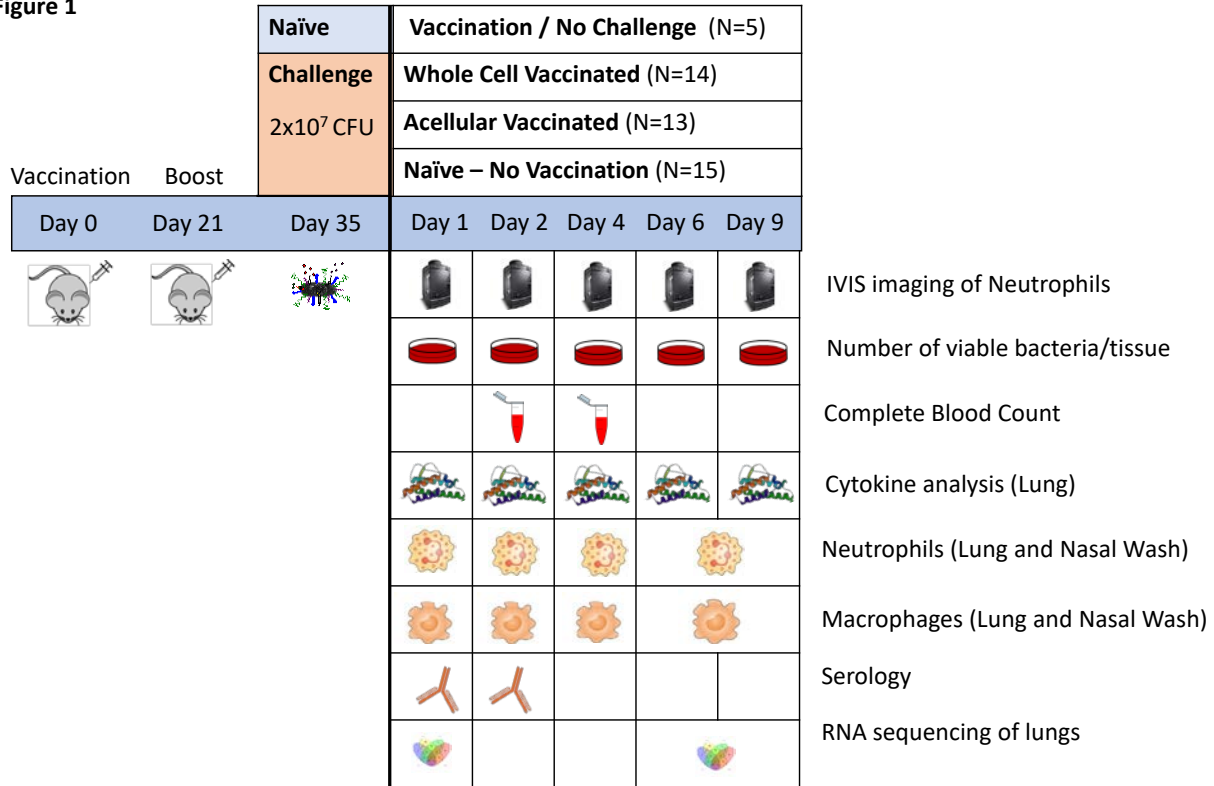 Figure 1
Naïve
Vaccination / No Challenge (N=5)
Challenge
2x10⁷ CFU
Whole Cell Vaccinated (N=14)
Acellular Vaccinated (N=13)
Naïve – No Vaccination (N=15)
Vaccination Boost
Day 0 Day 21 Day 35 Day 1 Day 2 Day 4 Day 6 Day 9
IVIS imaging of Neutrophils
Number of viable bacteria/tissue
Complete Blood Count
Cytokine analysis (Lung)
Neutrophils (Lung and Nasal Wash)
Macrophages (Lung and Nasal Wash)
Serology
RNA sequencing of lungs